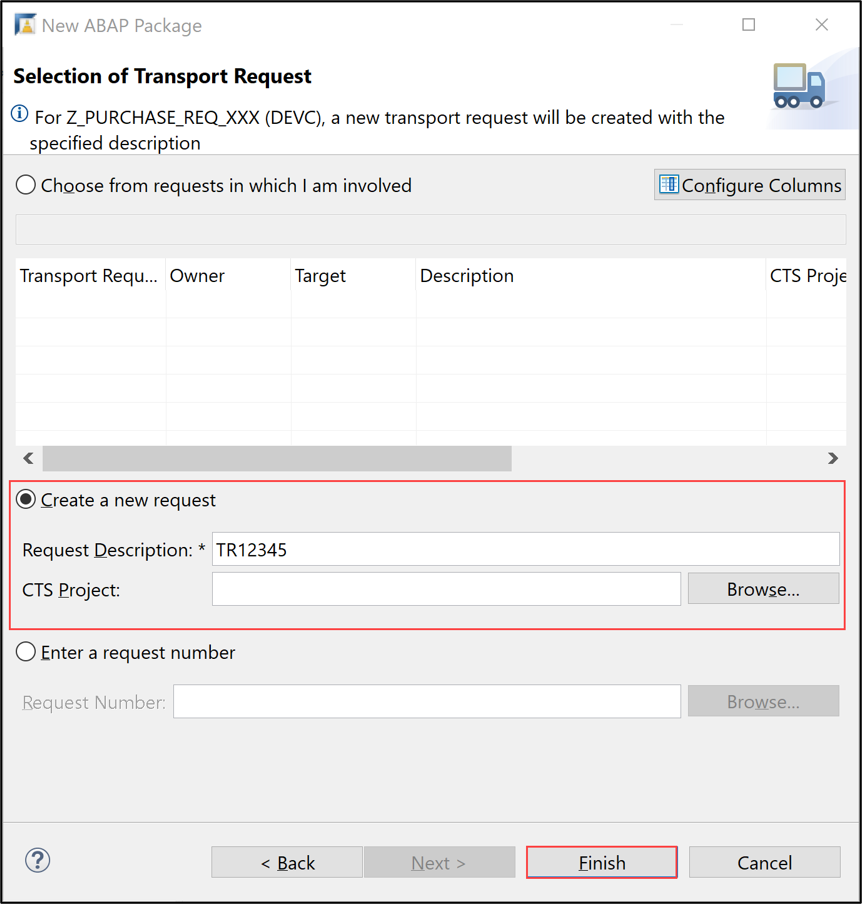 New ABAP Package
Selection of Transport Request
For Z_PURCHASE_REQ_XXX (DEVC), a new transport request will be created with the
specified description
Choose from requests in which I am involved
Configure Columns
Transport Requ... Owner Target Description CTS Proje
Create a new request
Request Description: * TR12345
CTS Project: Browse...
Enter a request number
Request Number: Browse...
? < Back Next > Finish Cancel